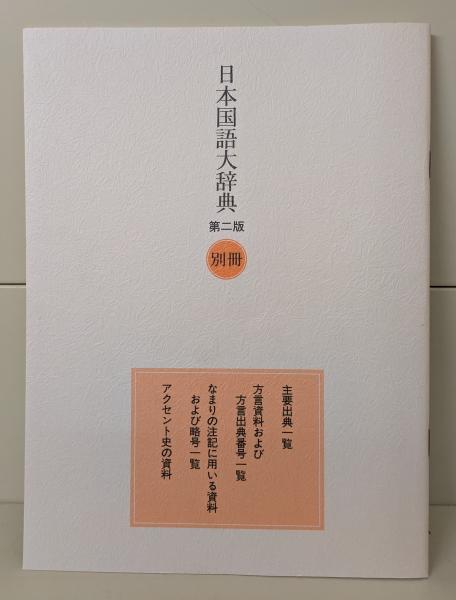 日本国語大辞典
第二版
別冊
主要出典一覧
方言資料および
方言出典番号一覧
なまりの注記に用いる資料
および略号一覧
アクセント史の資料